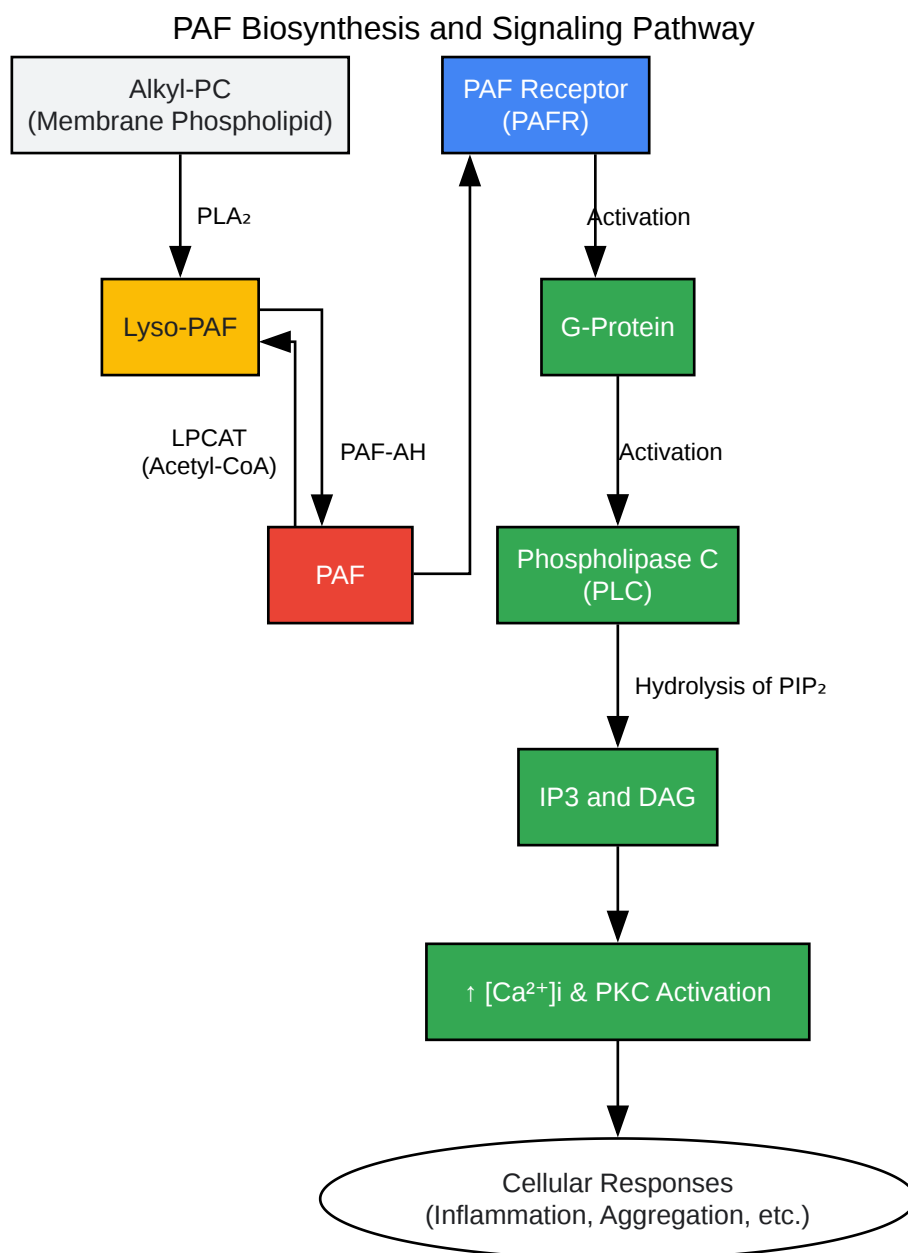 PAF Biosynthesis and Signaling Pathway
Alkyl-PC
(Membrane Phospholipid)
PAF Receptor
(PAFR)
PLA₂
Activation
Lyso-PAF
G-Protein
LPCAT
(Acetyl-CoA)
PAF-AH
Activation
PAF
Phospholipase C
(PLC)
Hydrolysis of PIP₂
IP3 and DAG
↑ [Ca²⁺]i & PKC Activation
Cellular Responses
(Inflammation, Aggregation, etc.)